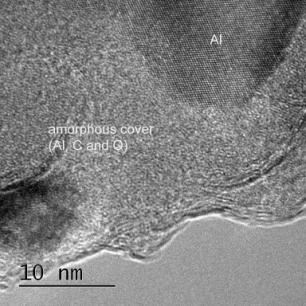 Al
amorphous cover
(Al, C and O)
10 nm